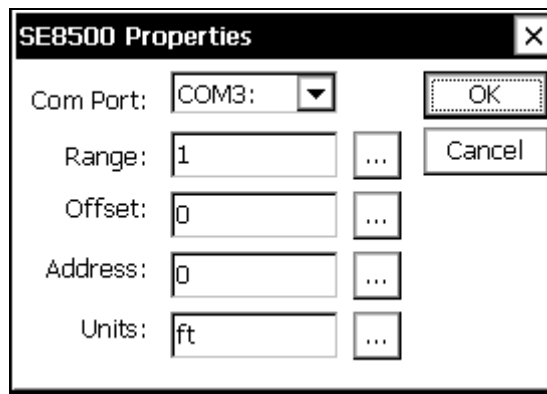 SE8500 Properties
Com Port: COM3: OK
Range: 1 ... Cancel
Offset: 0 ...
Address: 0 ...
Units: ft ...